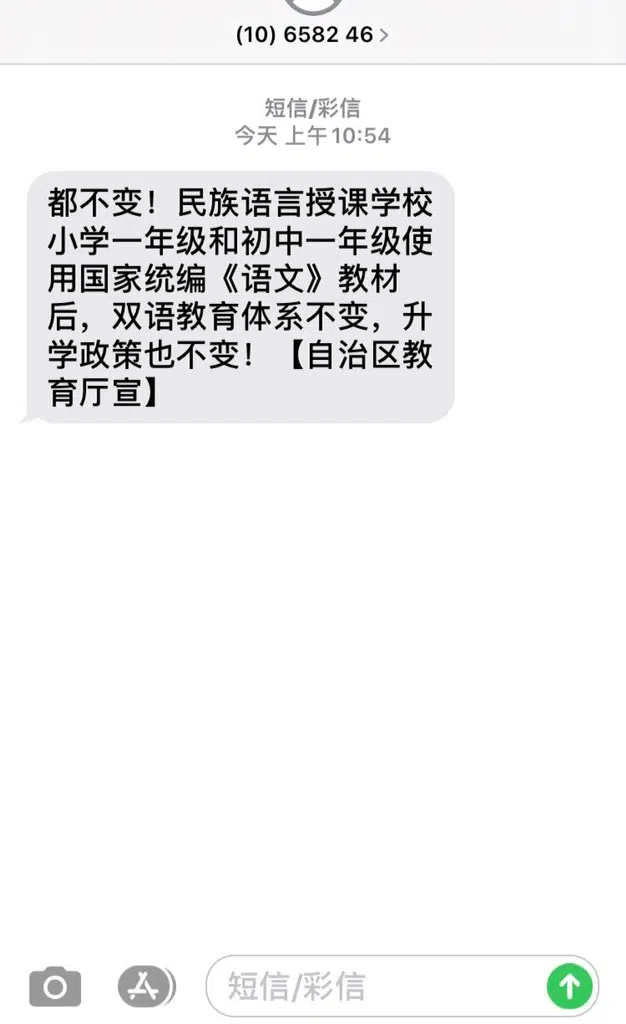 (10) 6582 46 >
短信/彩信
今天 上午10:54
都不变！民族语言授课学校
小学一年级和初中一年级使
用国家统编《语文》教材
后，双语教育体系不变，升
学政策也不变！【自治区教
育厅宣】
短信/彩信